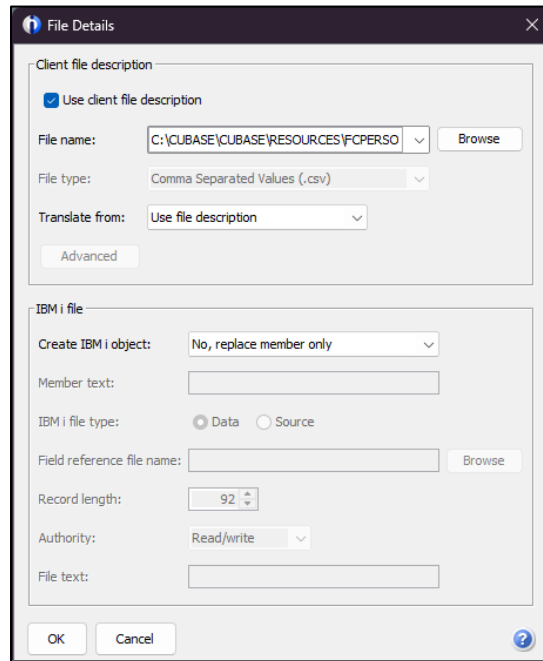 File Details
Client file description
Use client file description
File name: C:\CUBASE\CUBASE\RESOURCES\FCPERSO Browse
File type: Comma Separated Values (.csv)
Translate from: Use file description
Advanced
IBM i file
Create IBM i object: No, replace member only
Member text:
IBM i file type: Data Source
Field reference file name: Browse
Record length: 92
Authority: Read/write
File text:
OK Cancel ?